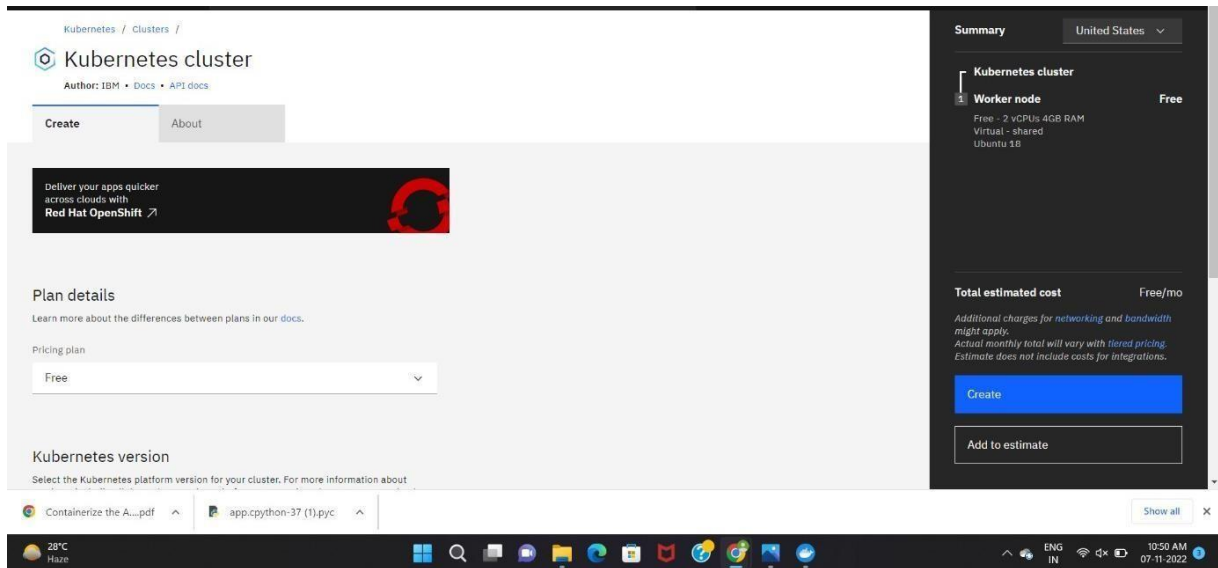 Kubernetes / Clusters /
Kubernetes cluster
Author: IBM • Docs • API docs
Create
About
Deliver your apps quicker
across clouds with
Red Hat OpenShift
Plan details
Learn more about the differences between plans in our docs.
Pricing plan
Free
Kubernetes version
Select the Kubernetes platform version for your cluster. For more information about
Summary
United States
Kubernetes cluster
1 Worker node Free
Free - 2 vCPUs 4GB RAM
Virtual - shared
Ubuntu 18
Total estimated cost Free/mo
Additional charges for networking and bandwidth
might apply.
Actual monthly total will vary with tiered pricing.
Estimate does not include costs for integrations.
Create
Add to estimate
Containerize the A....pdf
app.cpython-37 (1).pyc
Show all
28°C
Haze
ENG
IN
10:50 AM
07-11-2022
3